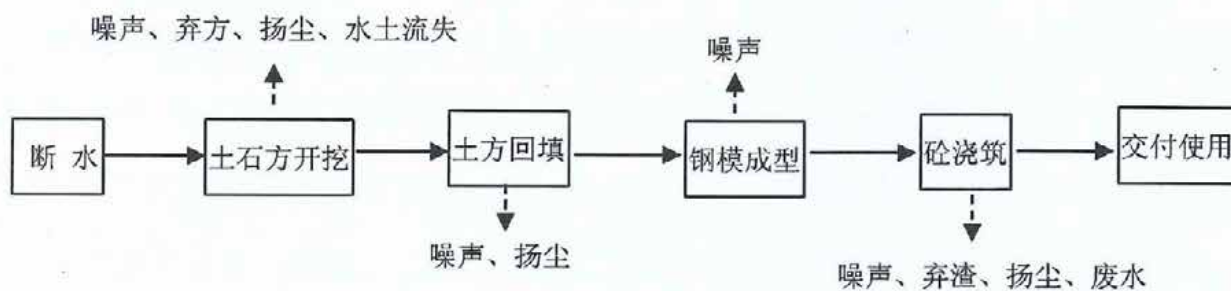 噪声、弃方、扬尘、水土流失
噪声
断 水
土石方开挖
土方回填
钢模成型
砼浇筑
交付使用
噪声、扬尘
噪声、弃渣、扬尘、废水